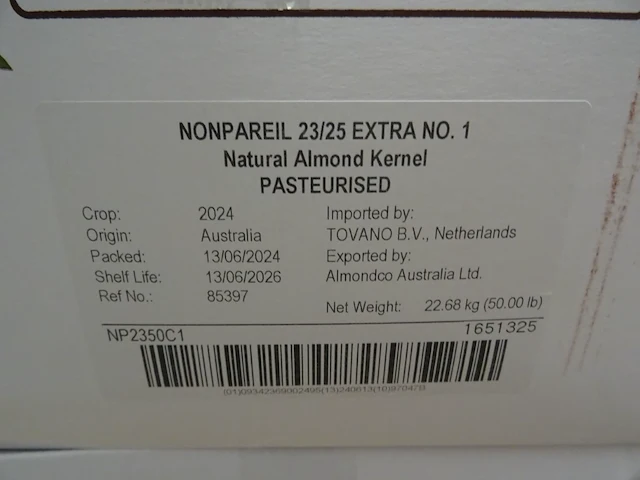 NONPAREIL 23/25 EXTRA NO. 1
Natural Almond Kernel
PASTEURISED
Crop: 2024
Origin: Australia
Packed: 13/06/2024
Shelf Life: 13/06/2026
Ref No.: 85397
Imported by:
TOVANO B.V., Netherlands
Exported by:
Almondco Australia Ltd.
Net Weight: 22.68 kg (50.00 lb)
NP2350C1 1651325